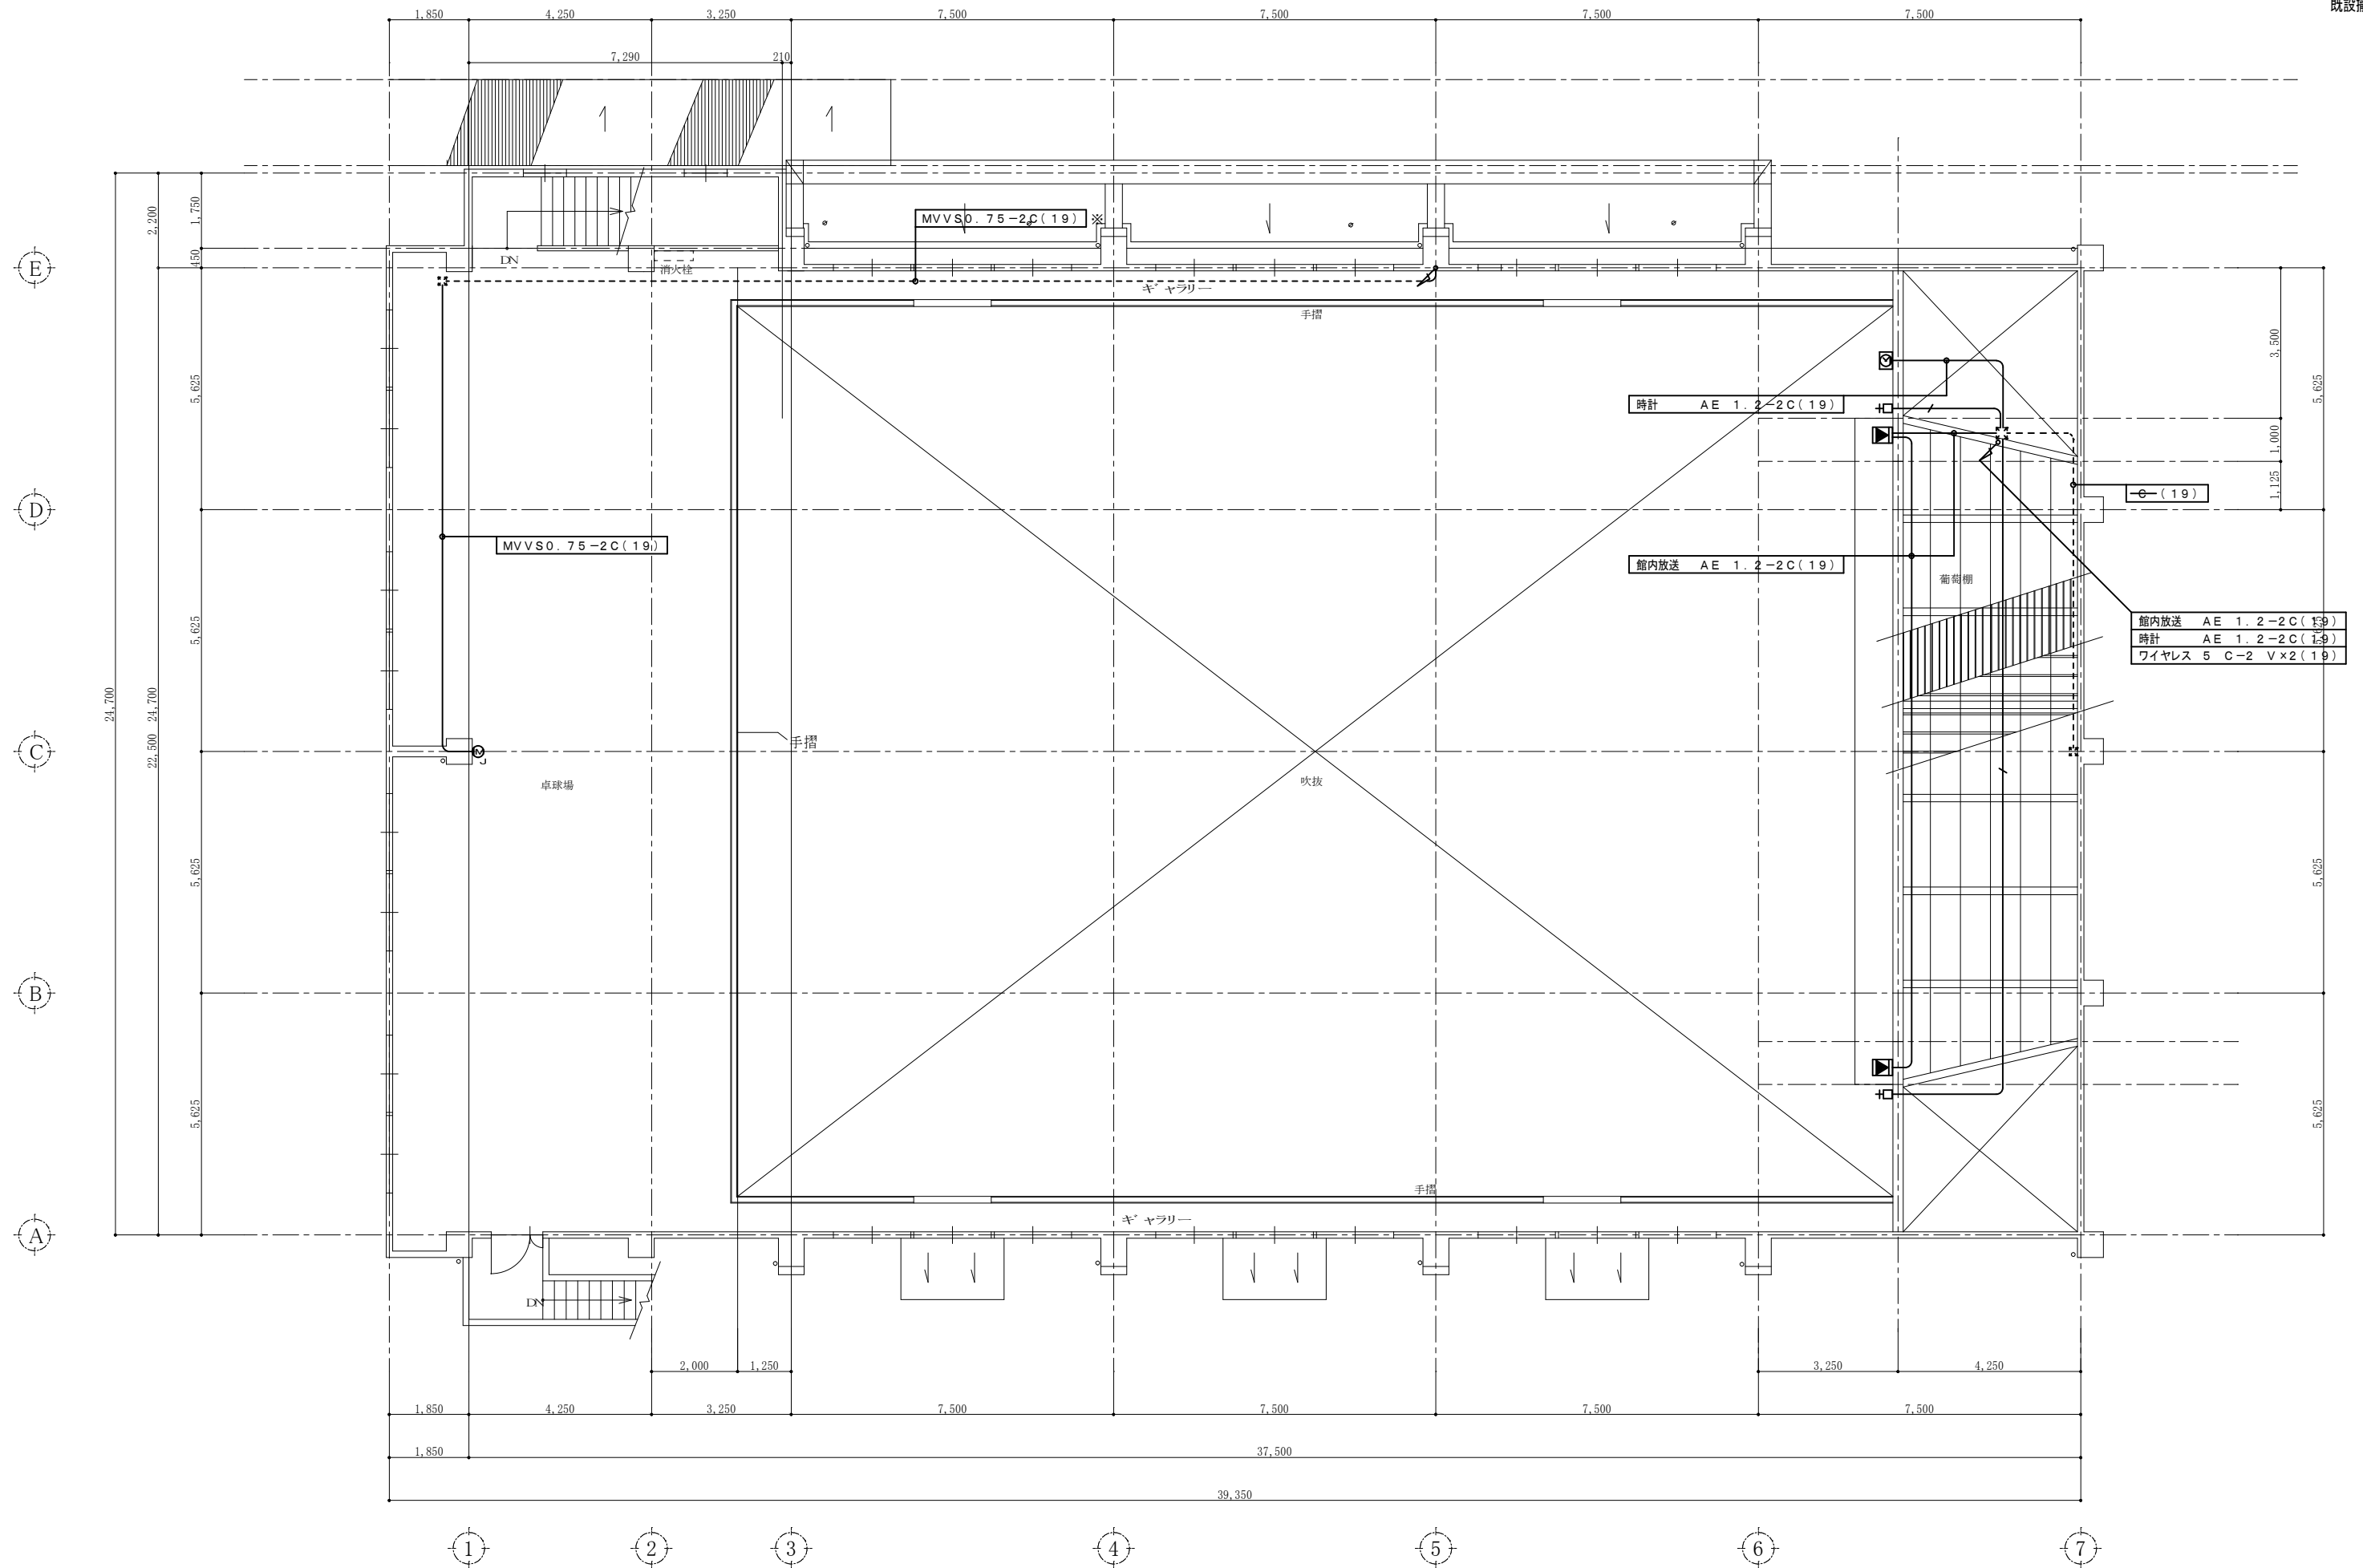 既設
1,850
4,250
3,250
7,500
7,500
7,500
7,500
7,290
210
2,200
1,750
450
MVVS0.75-2C(19) ※
E
DN
消火栓
ギャラリー
手摺
5,625
3,500
5,625
時計 AE 1.2-2C(19)
1,000
C (19)
1,125
D
MVVS0.75-2C(19)
館内放送 AE 1.2-2C(19)
葡萄棚
5,625
館内放送 AE 1.2-2C(19)
時計 AE 1.2-2C(19)
ワイヤレス 5 C-2 V×2(19)
24,700
22,500
24,700
手摺
C
M
J
卓球場
吹抜
5,625
5,625
B
5,625
5,625
手摺
ギャラリー
A
DN
2,000
1,250
3,250
4,250
1,850
4,250
3,250
7,500
7,500
7,500
7,500
1,850
37,500
39,350
1
2
3
4
5
6
7